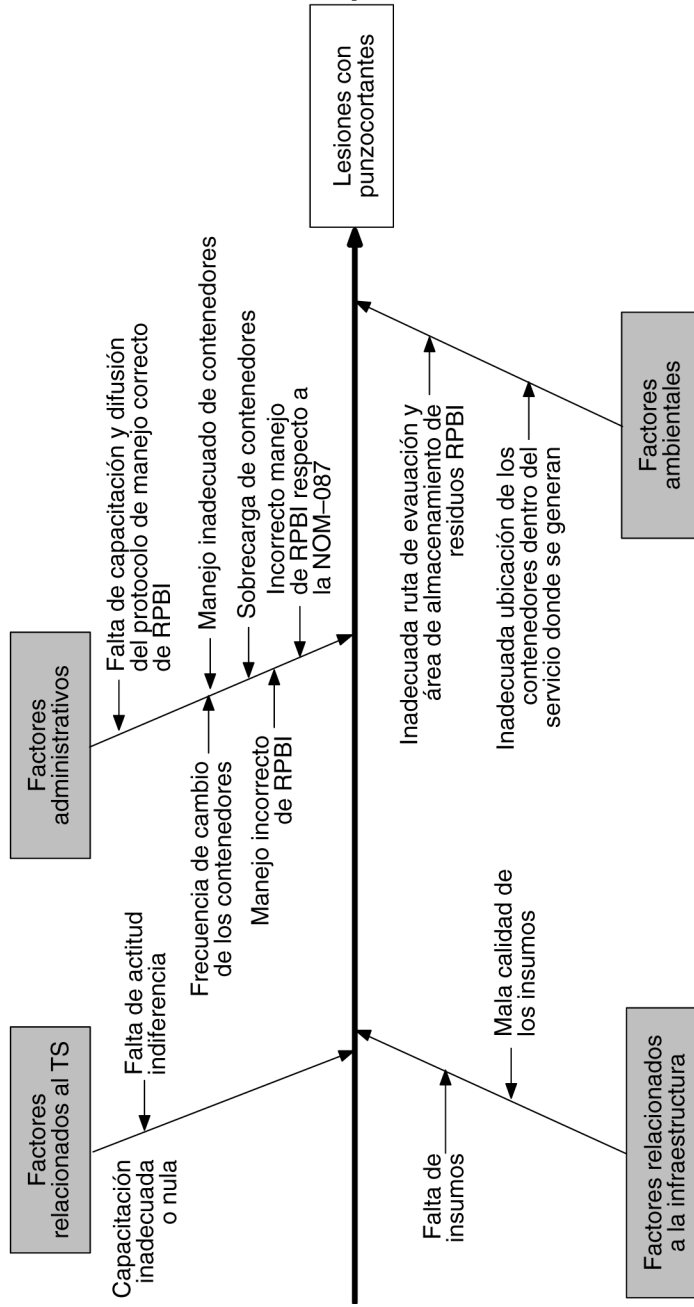 Factores
relacionados al TS
Capacitación
inadecuada
o nula
Falta de actitud
indiferencia
Factores
administrativos
Falta de capacitación y difusión
del protocolo de manejo correcto
de RPBI
Frecuencia de cambio
de los contenedores
Manejo inadecuado de contenedores
Sobrecarga de contenedores
Manejo incorrecto
de RPBI
Incorrecto manejo
de RPBI respecto a
la NOM–087
Lesiones con
punzocortantes
Falta de
insumos
Mala calidad de
los insumos
Factores relacionados
a la infraestructura
Inadecuada ruta de evauación y
área de almacenamiento de
residuos RPBI
Inadecuada ubicación de los
contenedores dentro del
servicio donde se generan
Factores
ambientales